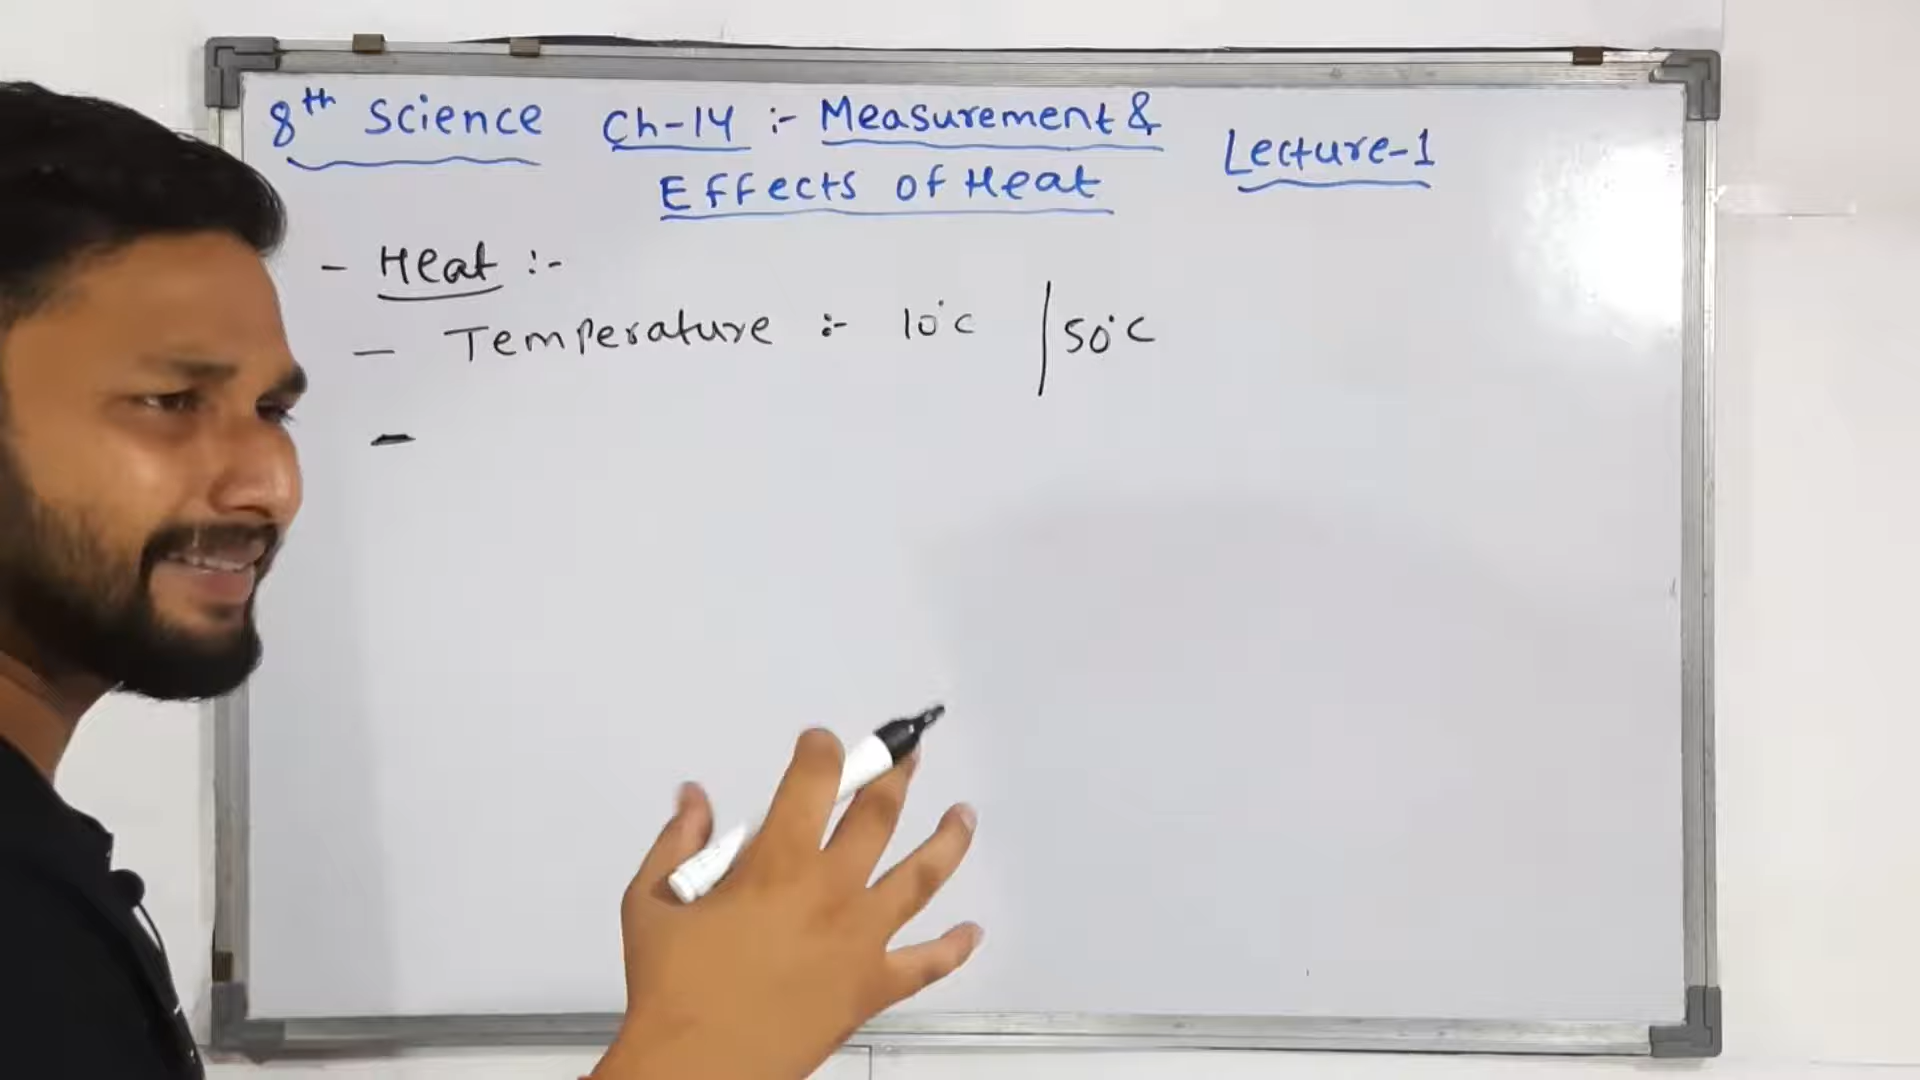 8th Science Ch-14 :- Measurement & Lecture-1
Effects of Heat
- Heat :-
- Temperature :- 10°C | 50°C
-